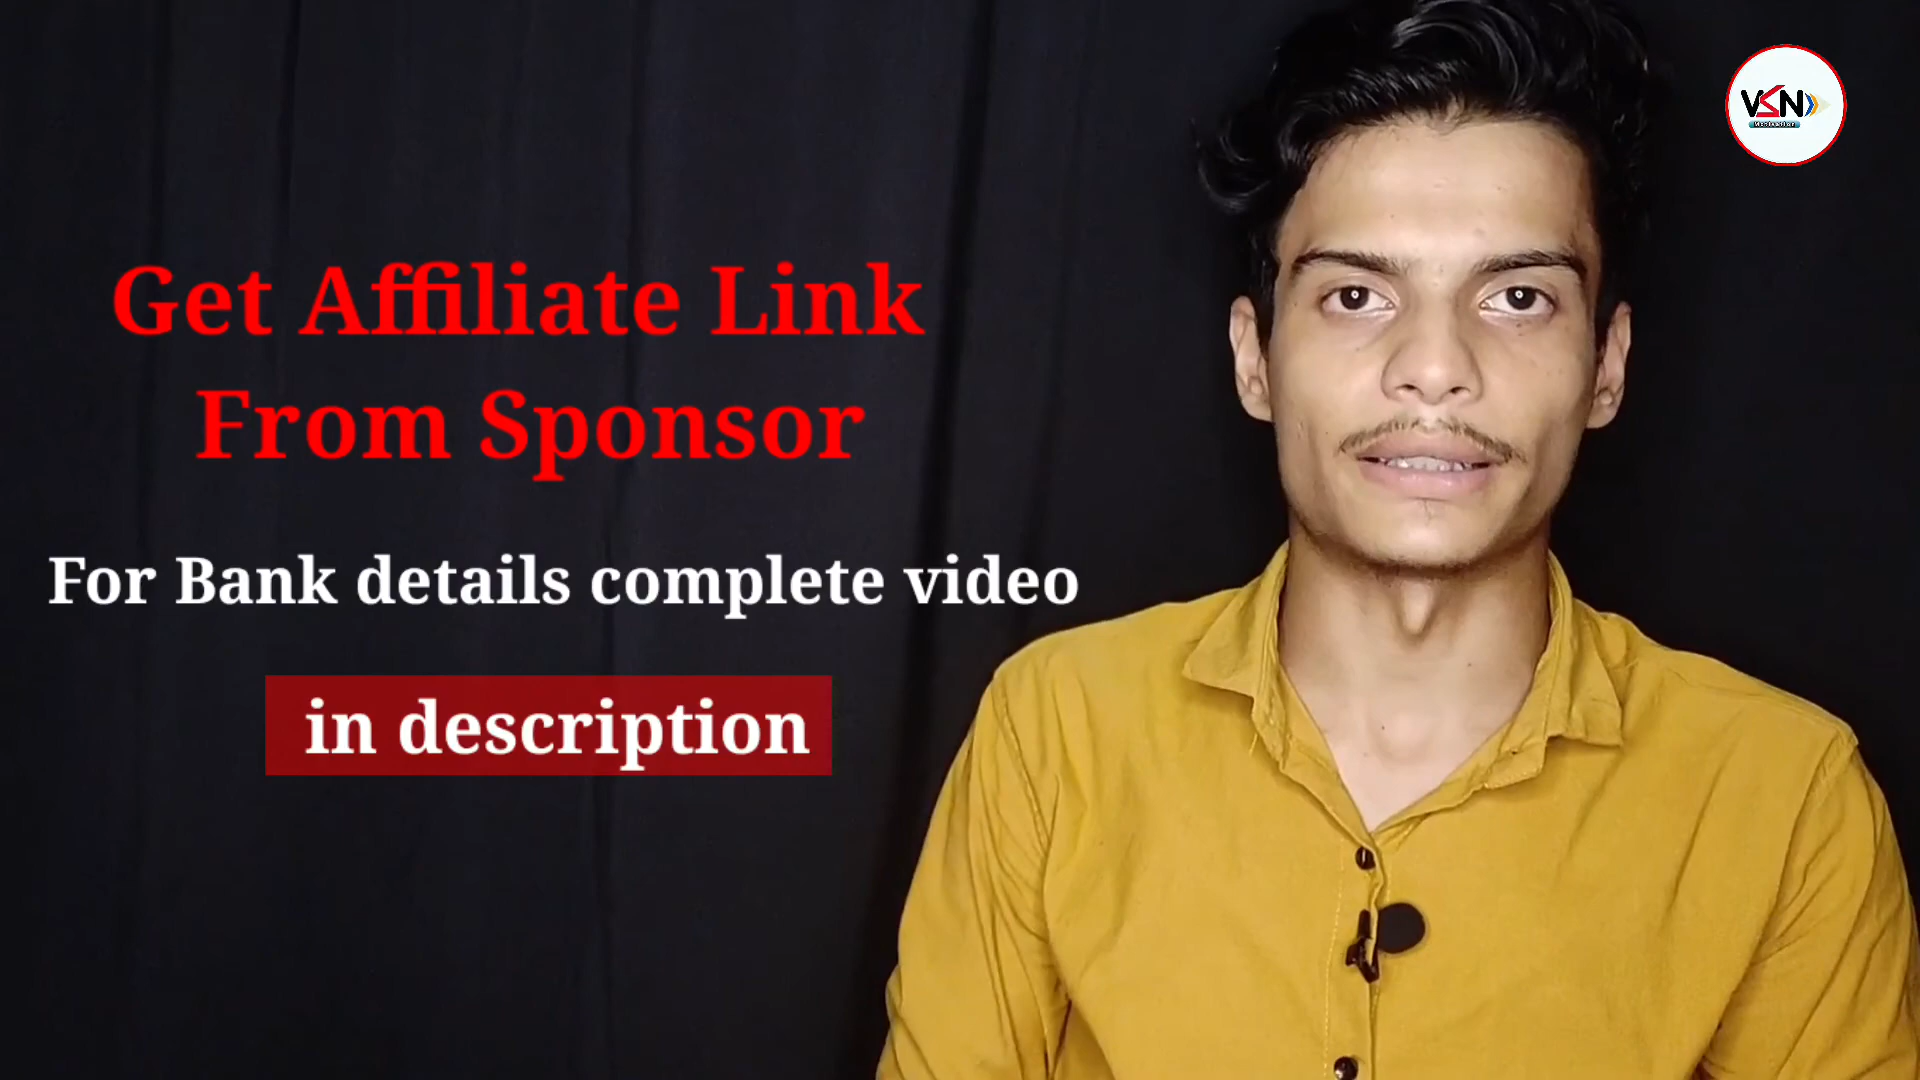 VSN
Get Affiliate Link
From Sponsor
For Bank details complete video
in description